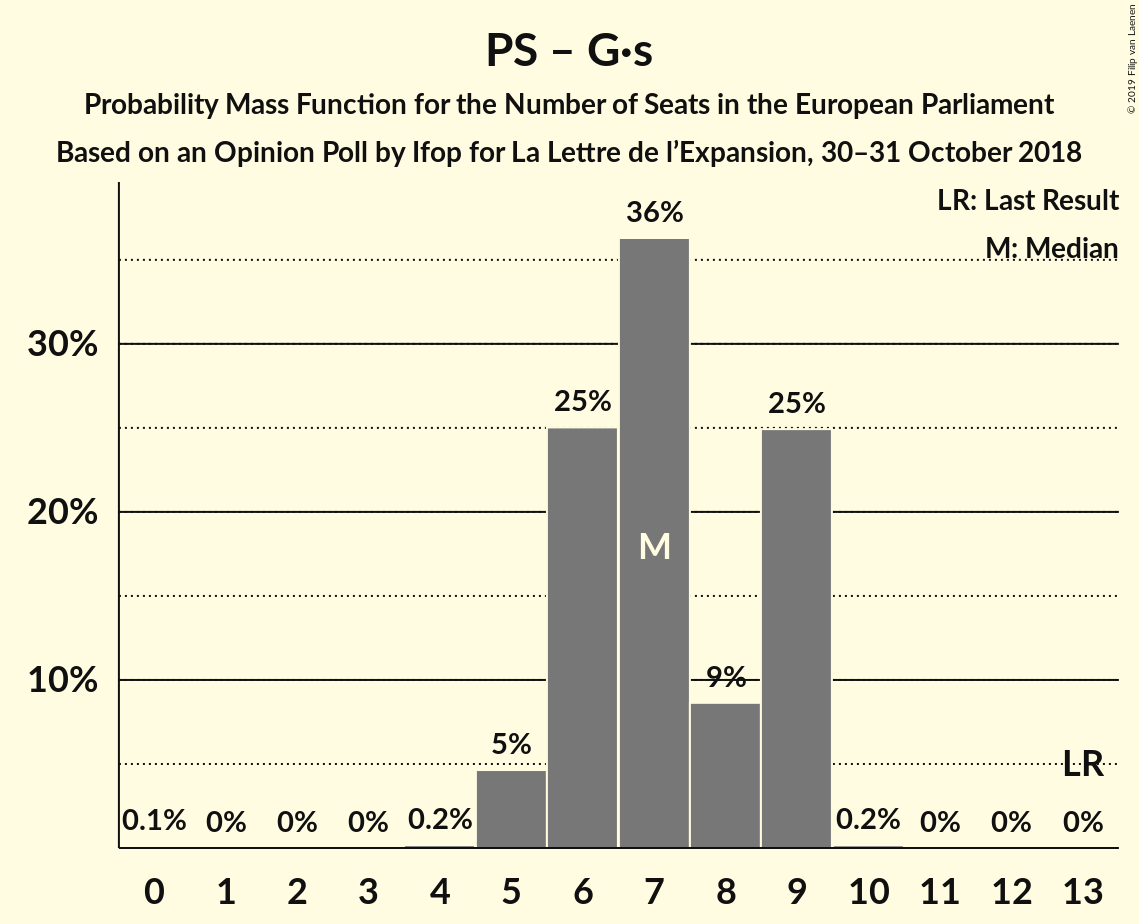 PS – G·s
Probability Mass Function for the Number of Seats in the European Parliament
Based on an Opinion Poll by Ifop for La Lettre de l’Expansion, 30–31 October 2018
© 2019 Filip van Laenen
LR: Last Result
M: Median
36%
30%
25%
25%
20%
M
10%
9%
5%
LR
0.1% 0% 0% 0% 0.2% 0.2% 0% 0% 0%
0 1 2 3 4 5 6 7 8 9 10 11 12 13